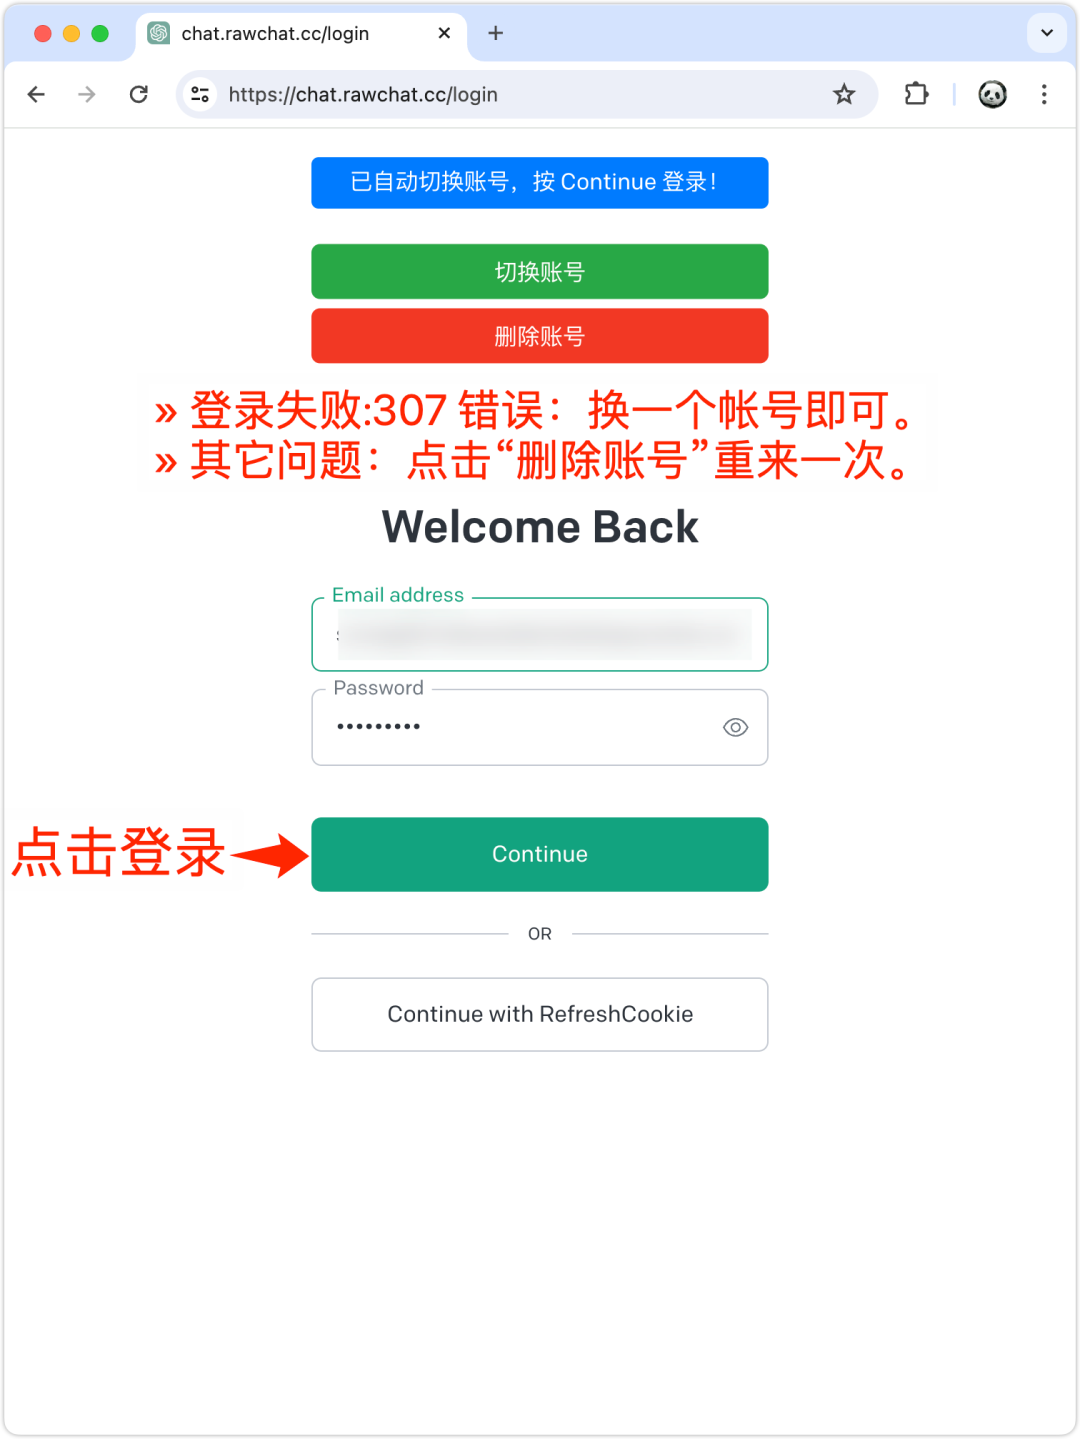 chat.rawchat.cc/login
https://chat.rawchat.cc/login
已自动切换账号，按 Continue 登录！
切换账号
删除账号
» 登录失败:307 错误：换一个帐号即可。
» 其它问题：点击“删除账号”重来一次。
Welcome Back
Email address
Password
点击登录
Continue
OR
Continue with RefreshCookie